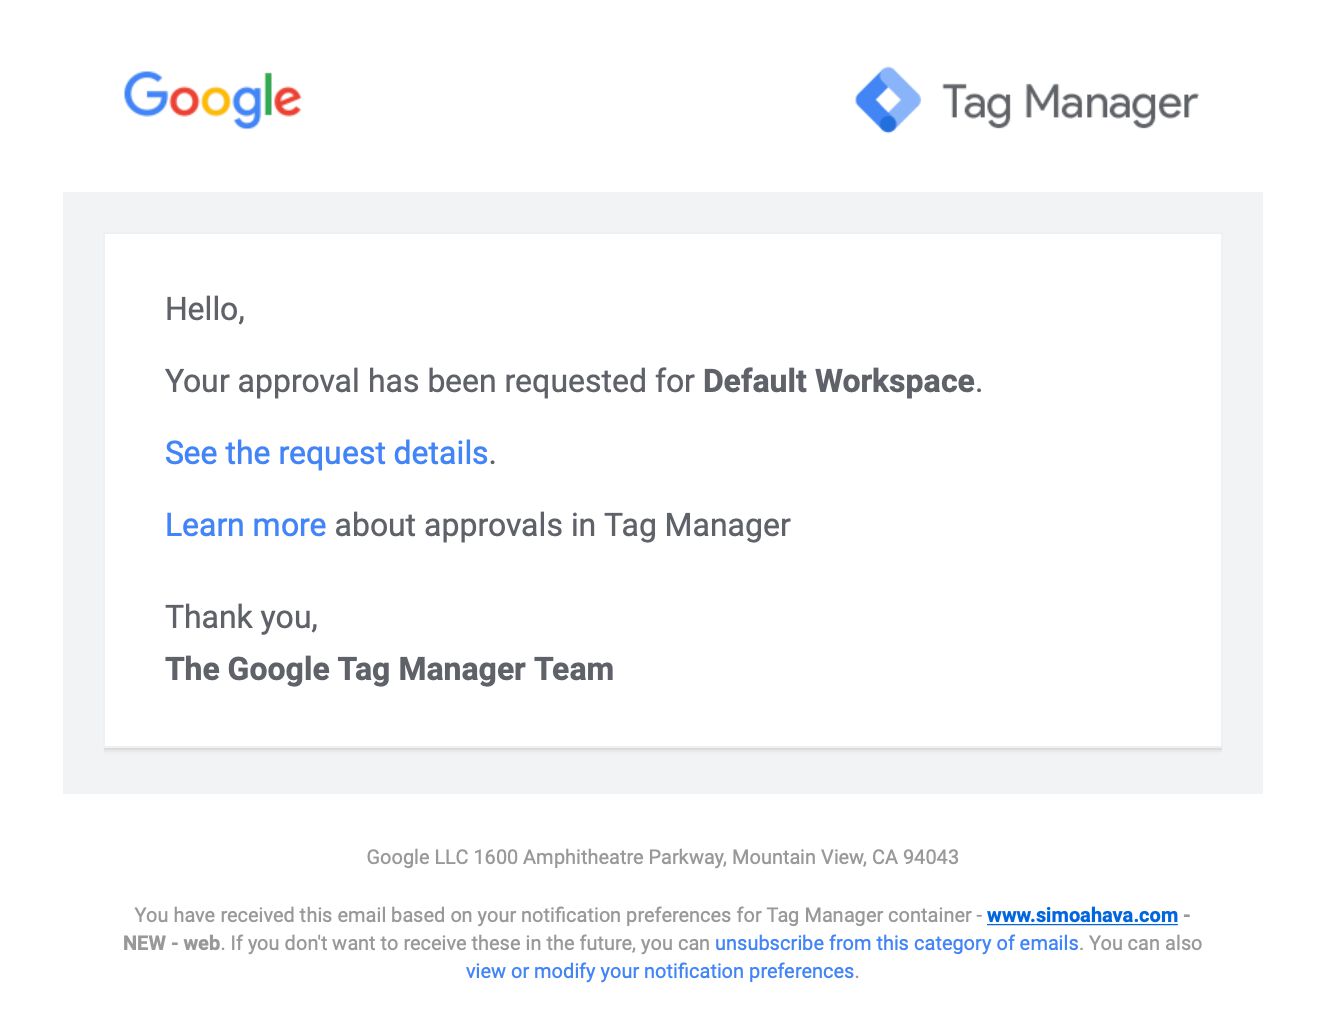 Google
Tag Manager
Hello,
Your approval has been requested for Default Workspace.
See the request details.
Learn more about approvals in Tag Manager
Thank you,
The Google Tag Manager Team
Google LLC 1600 Amphitheatre Parkway, Mountain View, CA 94043
You have received this email based on your notification preferences for Tag Manager container - www.simoahava.com -
NEW - web. If you don't want to receive these in the future, you can unsubscribe from this category of emails. You can also
view or modify your notification preferences.